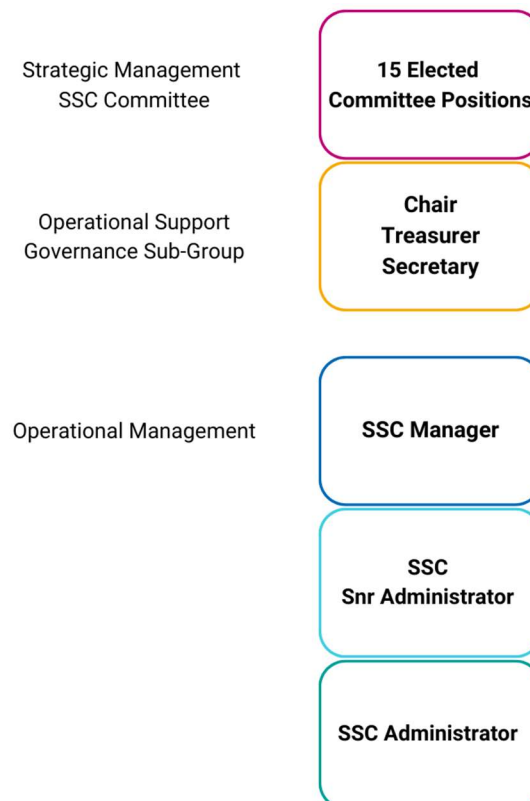 Strategic Management
SSC Committee
15 Elected
Committee Positions
Operational Support
Governance Sub-Group
Chair
Treasurer
Secretary
Operational Management
SSC Manager
SSC
Snr Administrator
SSC Administrator